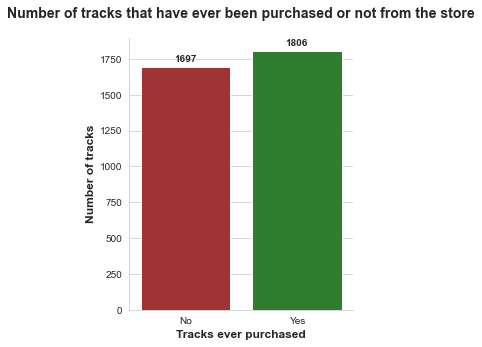 Number of tracks that have ever been purchased or not from the store
1806
1697
1750
1500
1250
1000
750
500
250
0
Number of tracks
No
Yes
Tracks ever purchased